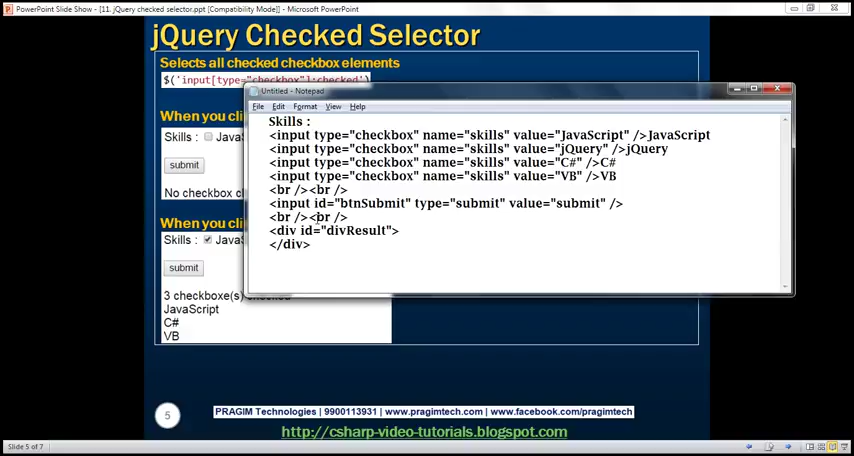 PowerPoint Slide Show - [11. jQuery checked selector.ppt [Compatibility Mode]] - Microsoft PowerPoint
jQuery Checked Selector
Selects all checked checkbox elements
$('input[type="checkbox"]:checked')
Untitled - Notepad
File Edit Format View Help
Skills :
<input type="checkbox" name="skills" value="JavaScript" />JavaScript
<input type="checkbox" name="skills" value="jQuery" />jQuery
<input type="checkbox" name="skills" value="C#" />C#
<input type="checkbox" name="skills" value="VB" />VB
<br /><br />
<input id="btnSubmit" type="submit" value="submit" />
<br /><br />
<div id="divResult">
</div>
When you cli
Skills : JavaS
submit
No checkbox c
When you cli
Skills : JavaS
submit
3 checkboxe(s) checked
JavaScript
C#
VB
5
PRAGIM Technologies | 9900113931 | www.pragimtech.com | www.facebook.com/pragimtech
http://csharp-video-tutorials.blogspot.com
Slide 5 of 7